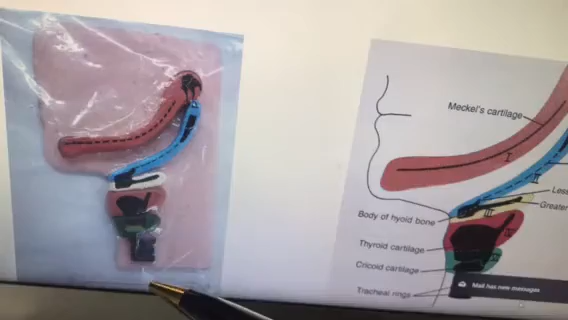 Meckel's cartilage
I
II
Less
Greater
III
Body of hyoid bone
Thyroid cartilage
Cricoid cartilage
Tracheal rings
Mail has new messages